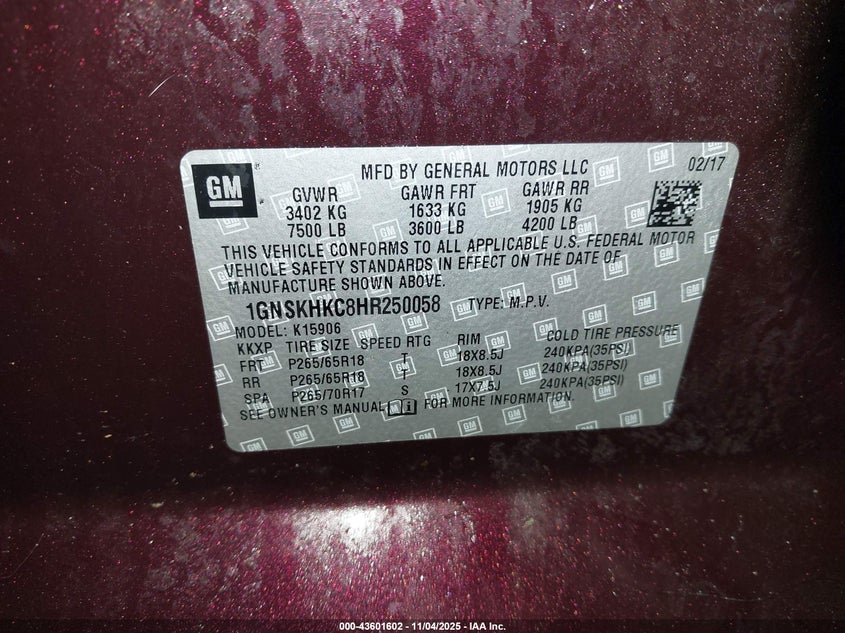 GM
MFD BY GENERAL MOTORS LLC 02/17
GVWR GAWR FRT GAWR RR
3402 KG 1633 KG 1905 KG
7500 LB 3600 LB 4200 LB
THIS VEHICLE CONFORMS TO ALL APPLICABLE U.S. FEDERAL MOTOR
VEHICLE SAFETY STANDARDS IN EFFECT ON THE DATE OF
MANUFACTURE SHOWN ABOVE.
1GNSKHKC8HR250058 TYPE: M.P.V.
MODEL: K15906
KKXP TIRE SIZE SPEED RTG RIM COLD TIRE PRESSURE
FRT P265/65R18 T 18X8.5J 240KPA(35PSI)
RR P265/65R18 T 18X8.5J 240KPA(35PSI)
SPA P265/70R17 S 17X7.5J 240KPA(35PSI)
SEE OWNER'S MANUAL i FOR MORE INFORMATION.
000-43601602 - 11/04/2025 - IAA Inc.